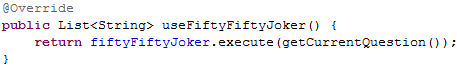 @Override
public List<String> useFiftyFiftyJoker() {
    return fiftyFiftyJoker.execute(getCurrentQuestion());
}